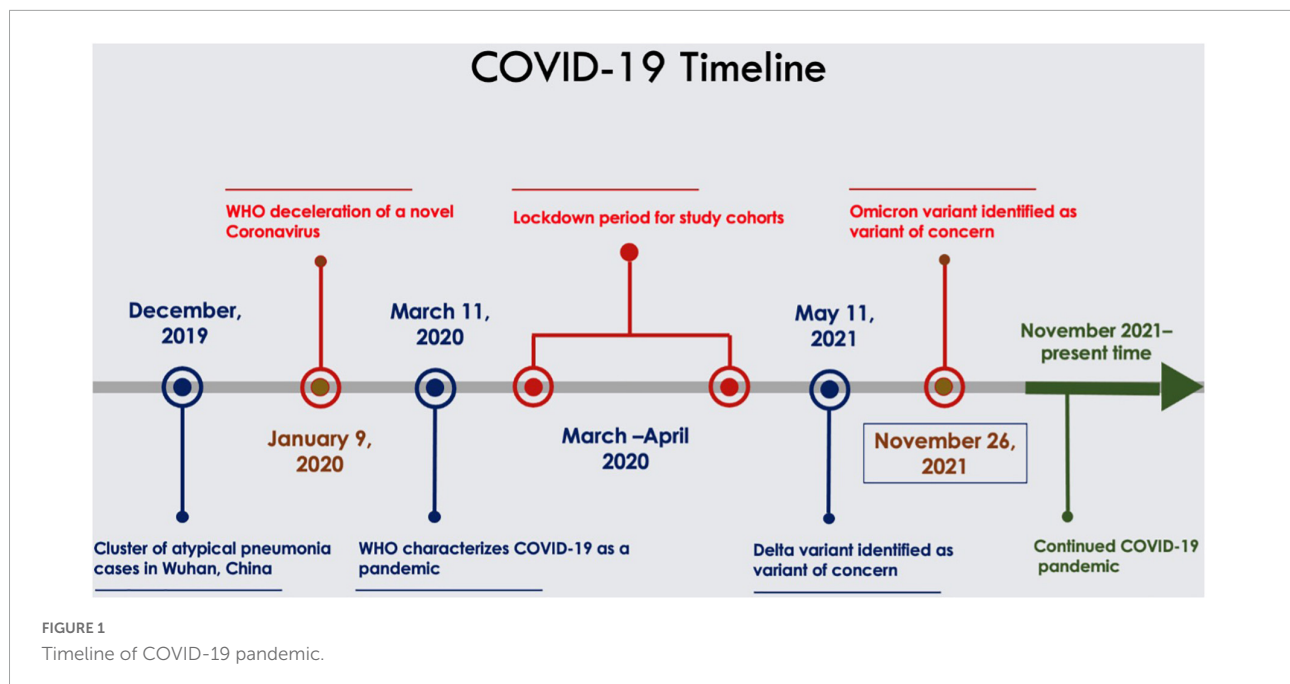 COVID-19 Timeline
WHO deceleration of a novel
Coronavirus
Lockdown period for study cohorts
Omicron variant identified as
variant of concern
December,
2019
March 11,
2020
May 11,
2021
November 2021–
present time
January 9,
2020
March –April
2020
November 26,
2021
Cluster of atypical pneumonia
cases in Wuhan, China
WHO characterizes COVID-19 as a
pandemic
Delta variant identified as
variant of concern
Continued COVID-19
pandemic
FIGURE 1
Timeline of COVID-19 pandemic.